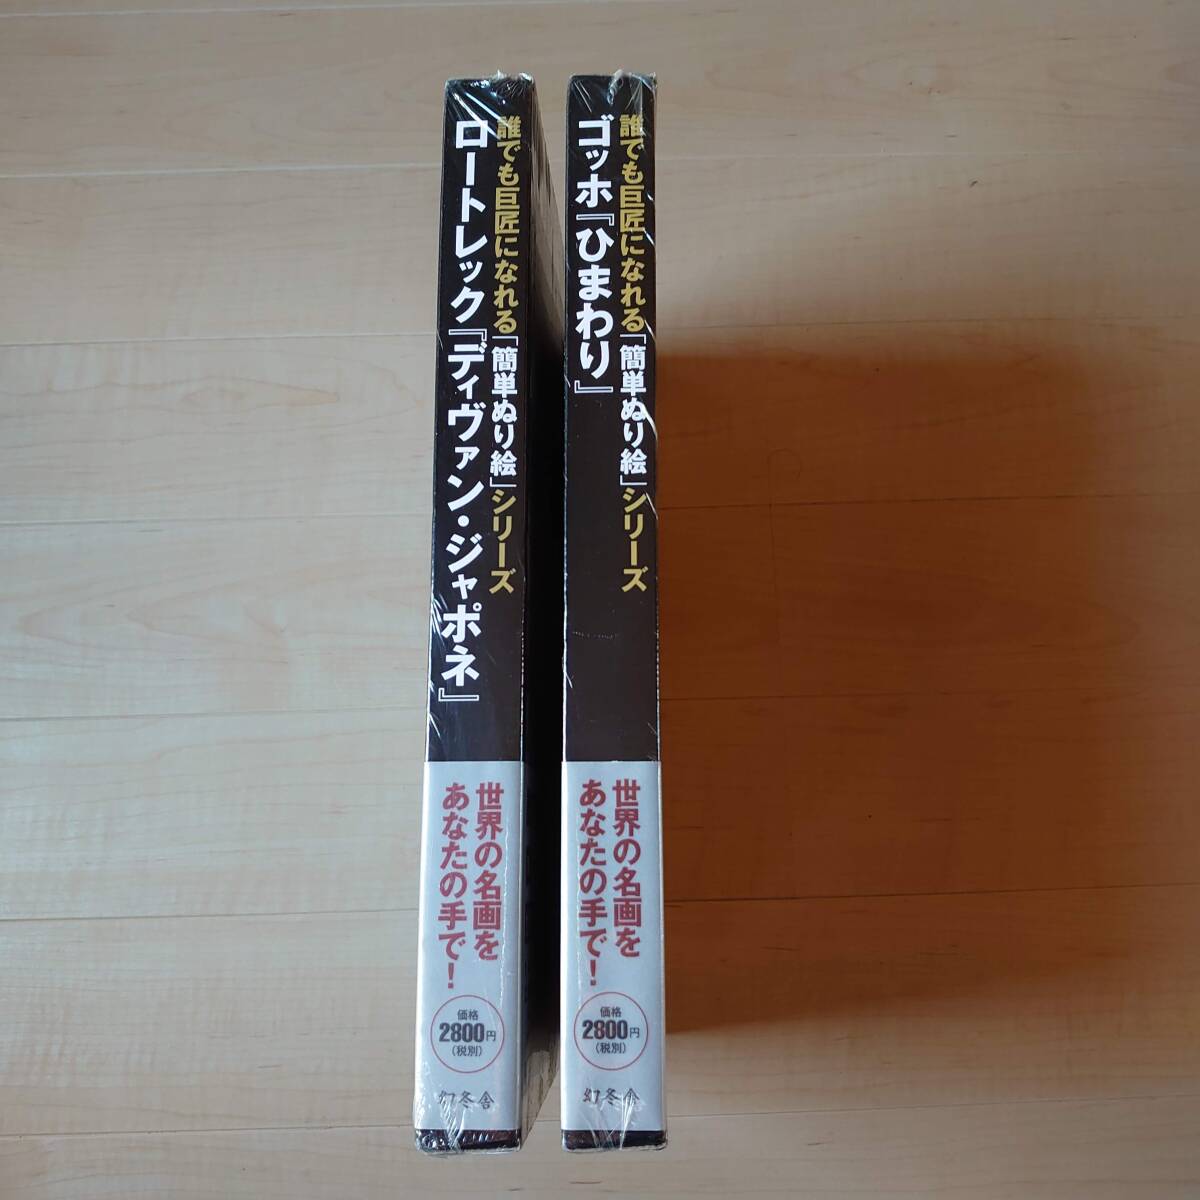 誰でも巨匠になれる「簡単ぬり絵」シリーズ
ロートレック『ディヴァン・ジャポネ』
世界の名画を
あなたの手で！
価格
2800円
（税別）
幻冬舎
誰でも巨匠になれる「簡単ぬり絵」シリーズ
ゴッホ『ひまわり』
世界の名画を
あなたの手で！
価格
2800円
（税別）
幻冬舎